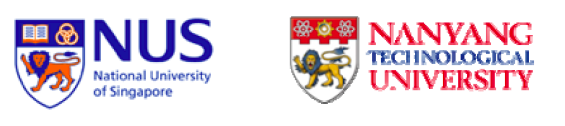 NUS
National University
of Singapore
NANYANG
TECHNOLOGICAL
UNIVERSITY